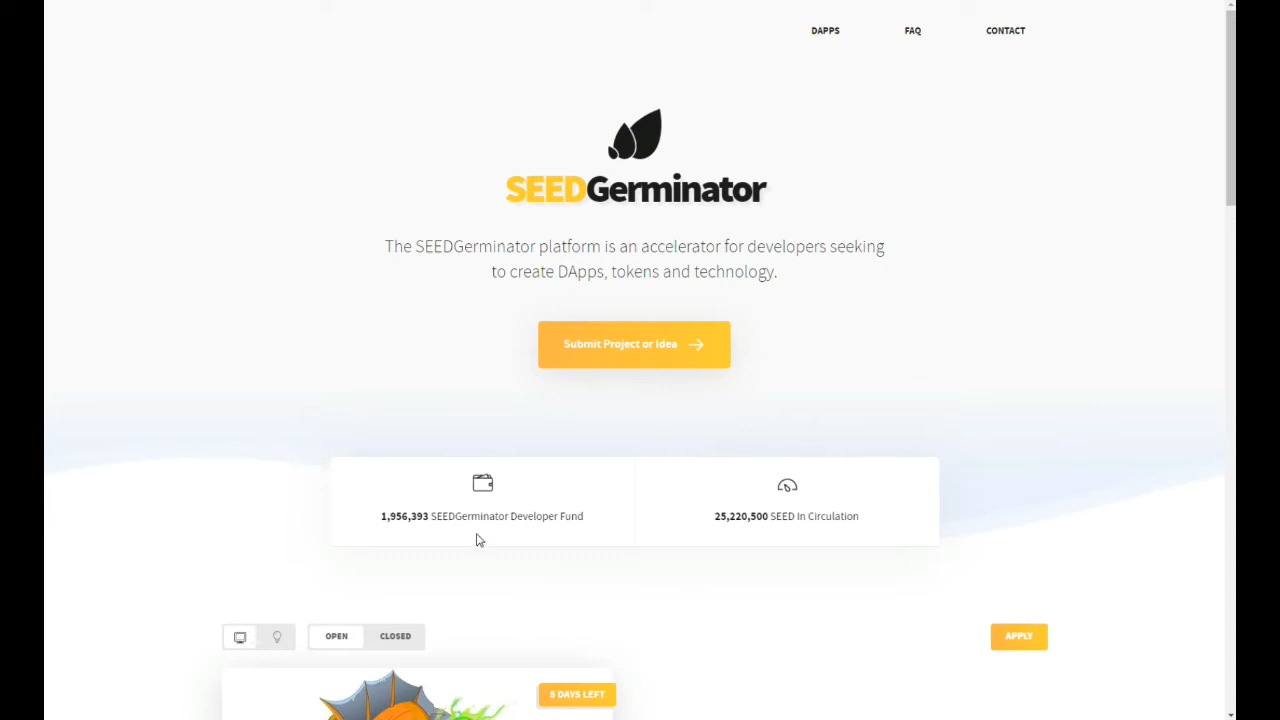 DAPPS FAQ CONTACT
SEEDGerminator
The SEEDGerminator platform is an accelerator for developers seeking
to create DApps, tokens and technology.
Submit Project or Idea
1,956,393 SEEDGerminator Developer Fund
25,220,500 SEED In Circulation
OPEN CLOSED
APPLY
5 DAYS LEFT